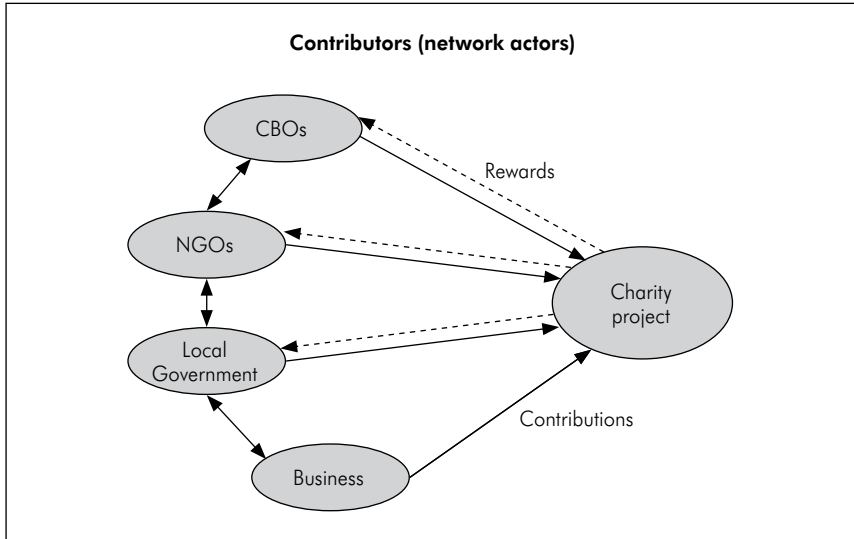 Contributors (network actors)
CBOs
Rewards
NGOs
Charity
project
Local
Government
Contributions
Business